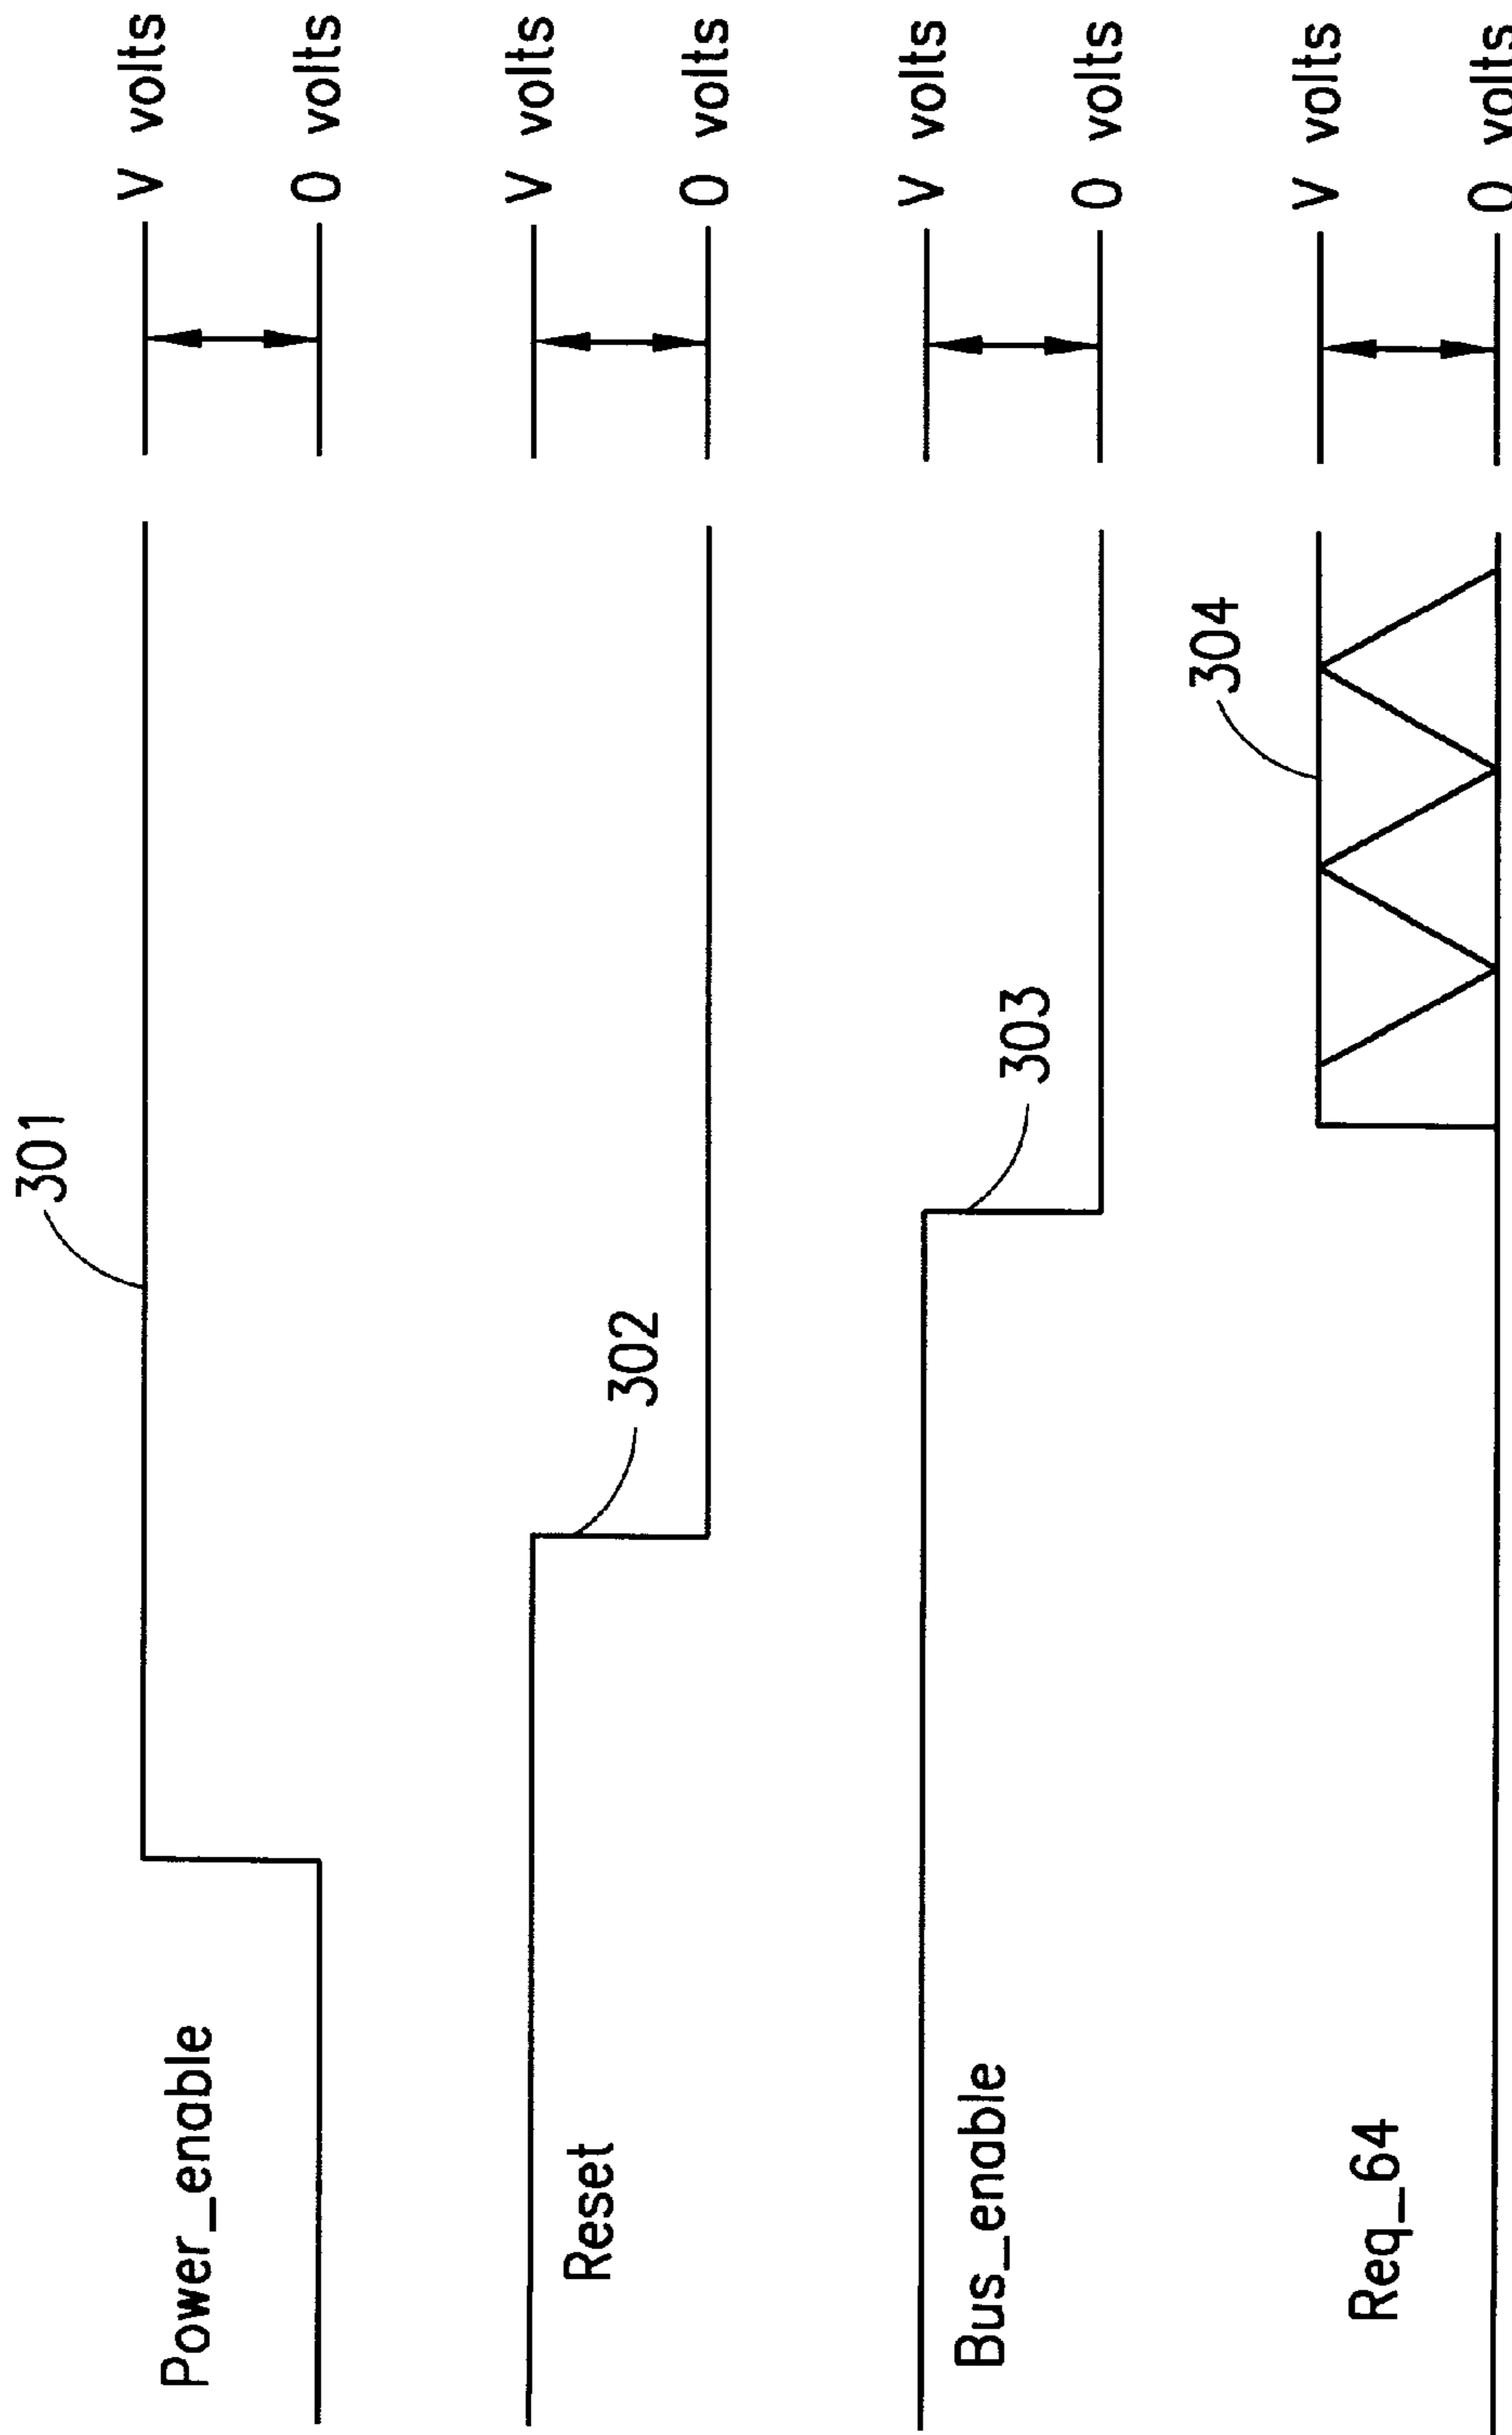 Power_enable
301
V volts
0 volts
Reset
302
V volts
0 volts
Bus_enable
303
V volts
0 volts
Req_64
304
V volts
0 volts